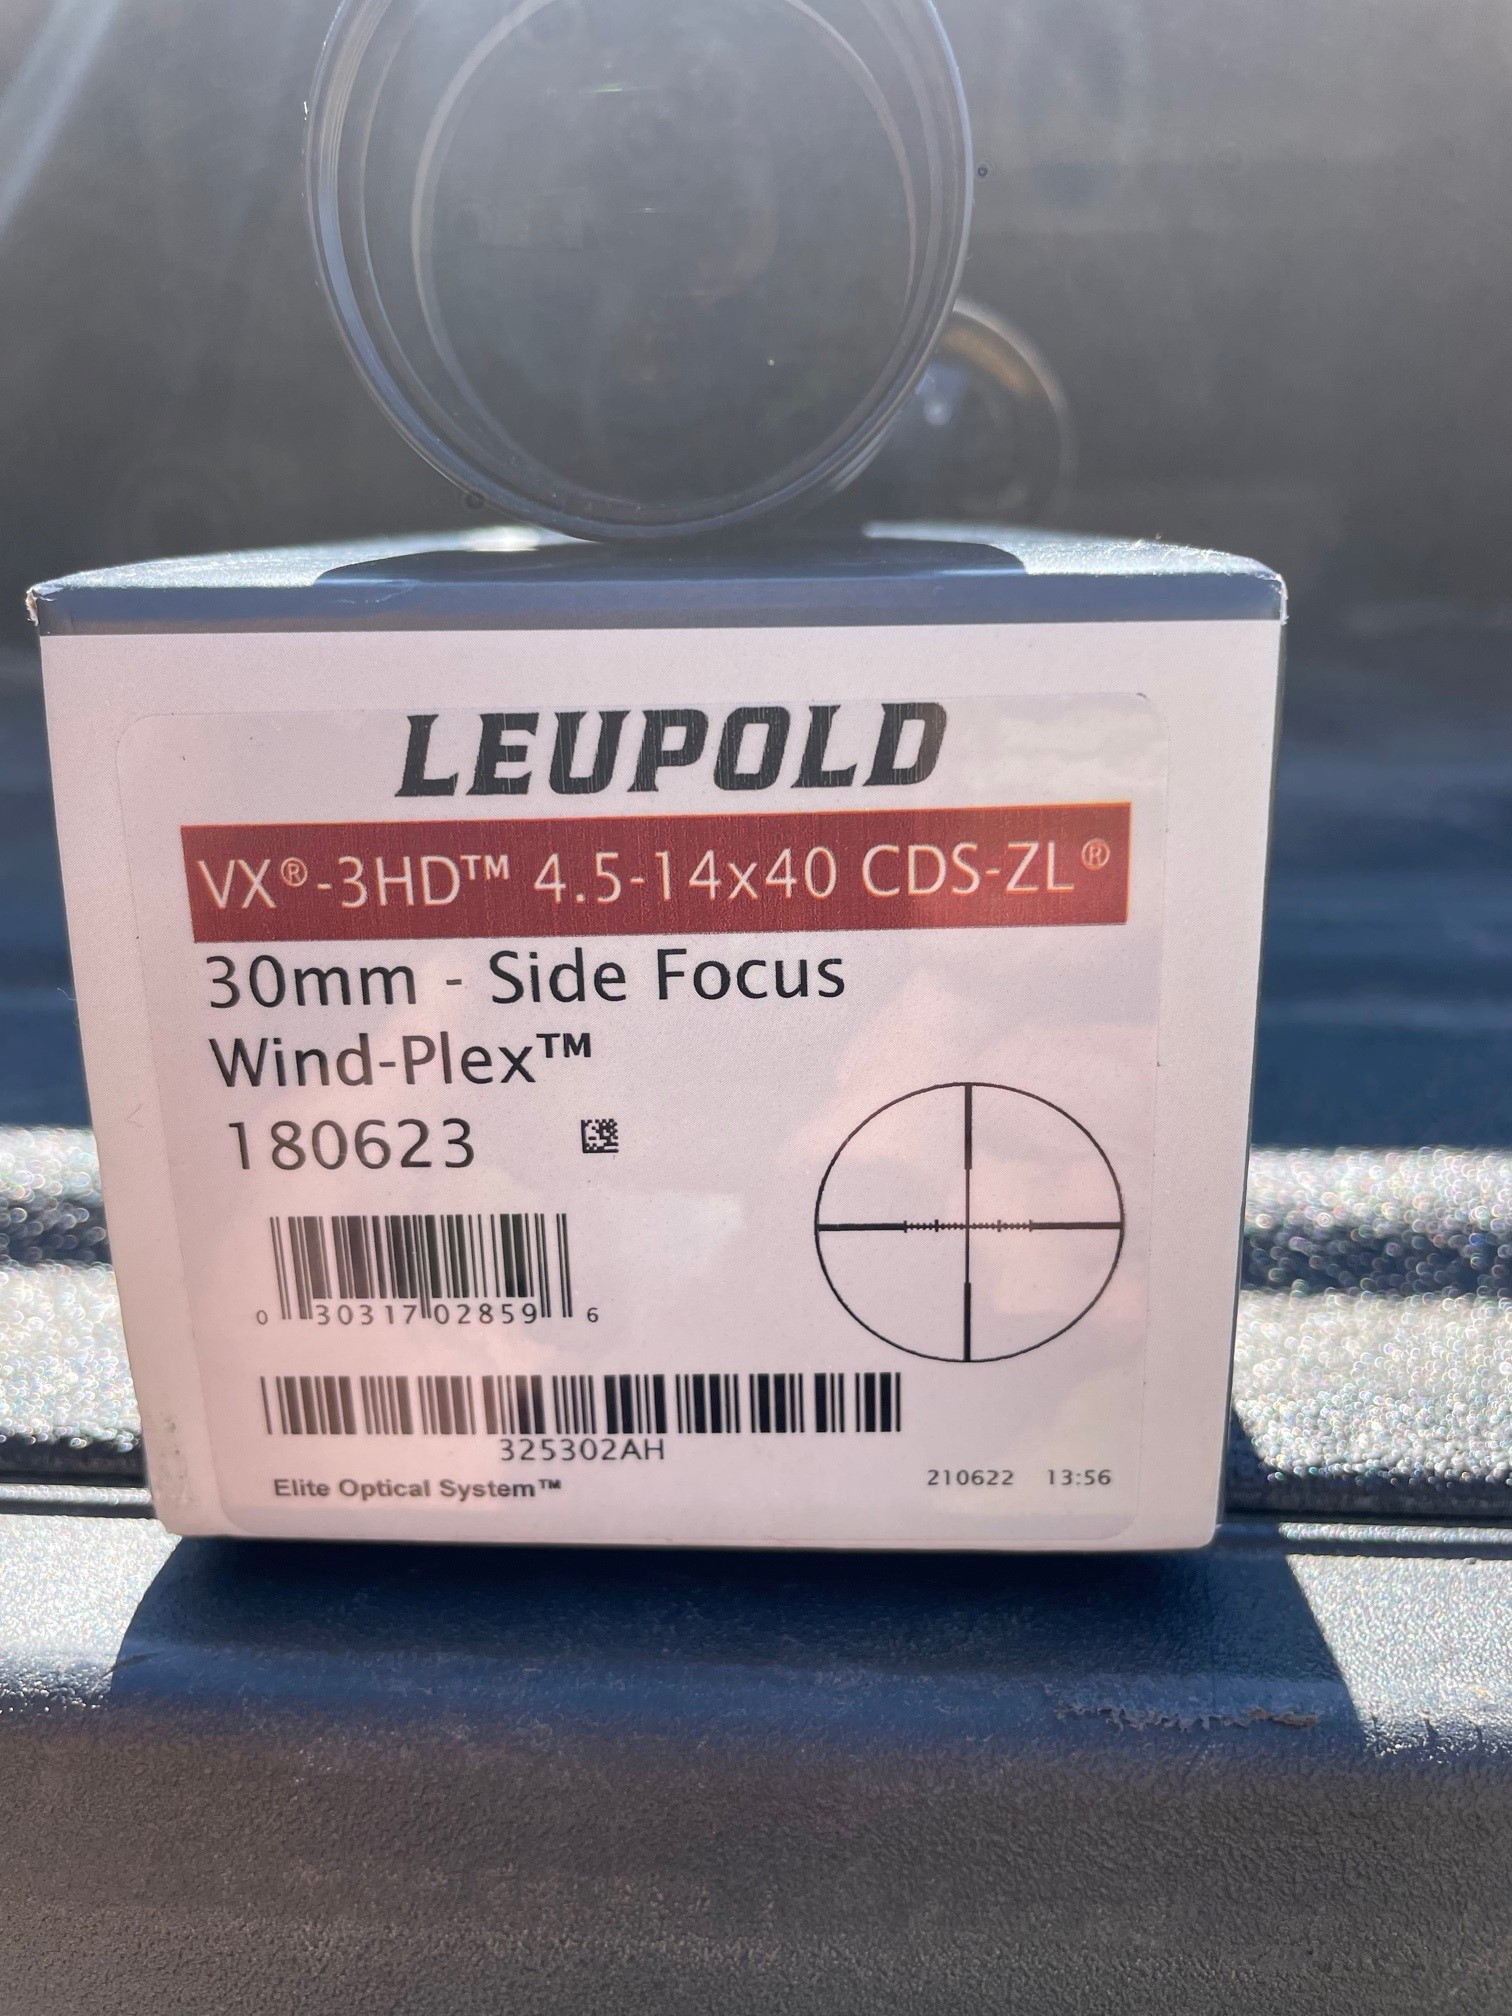 LEUPOLD
VX®-3HD™ 4.5-14x40 CDS-ZL®
30mm - Side Focus
Wind-Plex™
180623
0 30317 02859 6
325302AH
Elite Optical System™
210622 13:56